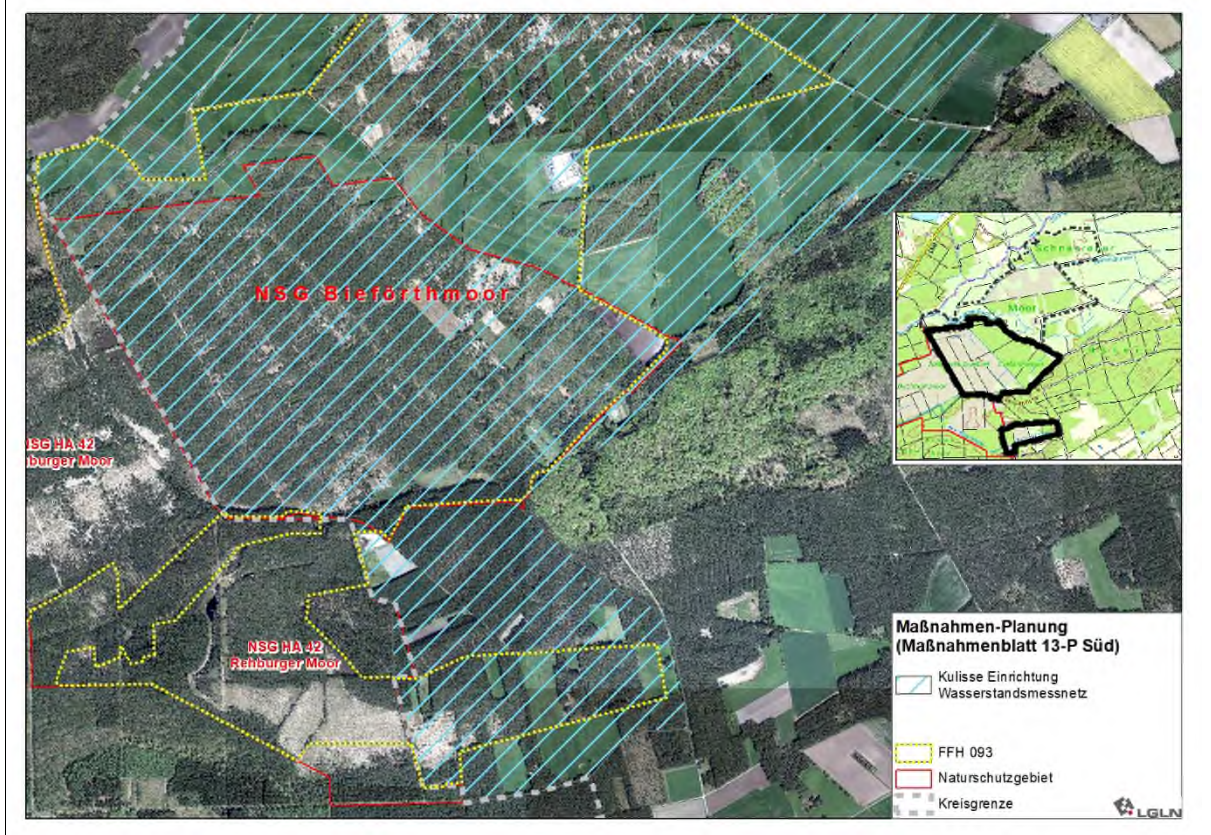 NSG Bieförthmoor
NSG HA 42
burger Moor
NSG HA 42
Rehburger Moor
Moor
Maßnahmen-Planung
(Maßnahmenblatt 13-P Süd)
Kulisse Einrichtung
Wasserstandsmessnetz
FFH 093
Naturschutzgebiet
Kreisgrenze
LGLN